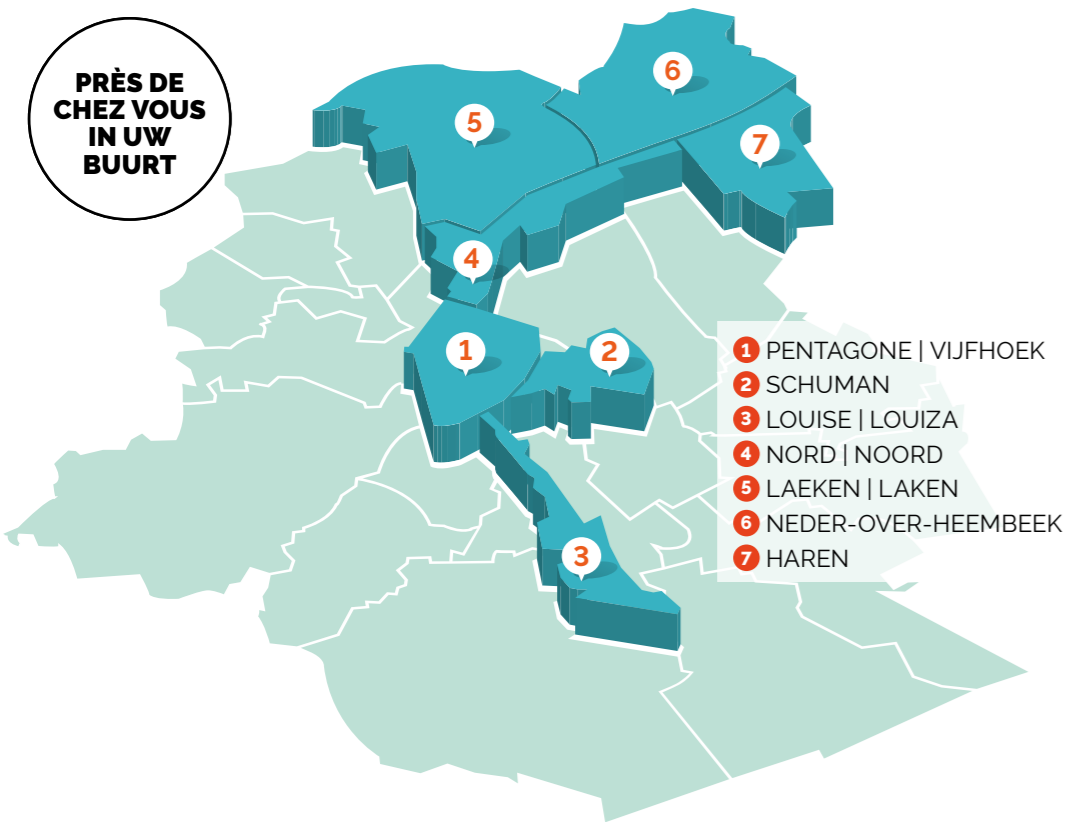 PRÈS DE
CHEZ VOUS
IN UW
BUURT
6
5
7
4
1
2
3
1 PENTAGONE | VIJFHOEK
2 SCHUMAN
3 LOUISE | LOUIZA
4 NORD | NOORD
5 LAEKEN | LAKEN
6 NEDER-OVER-HEEMBEEK
7 HAREN